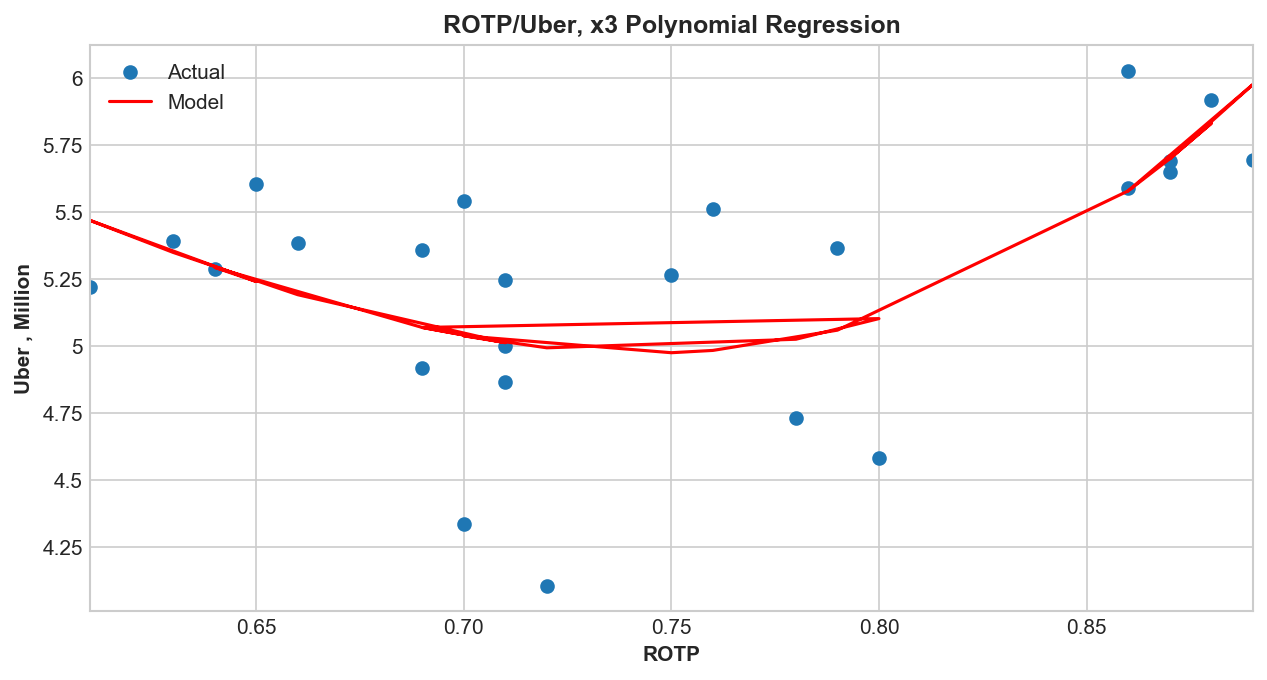 ROTP/Uber, x3 Polynomial Regression
Actual
Model
Uber , Million
6
5.75
5.5
5.25
5
4.75
4.5
4.25
0.65 0.70 0.75 0.80 0.85
ROTP